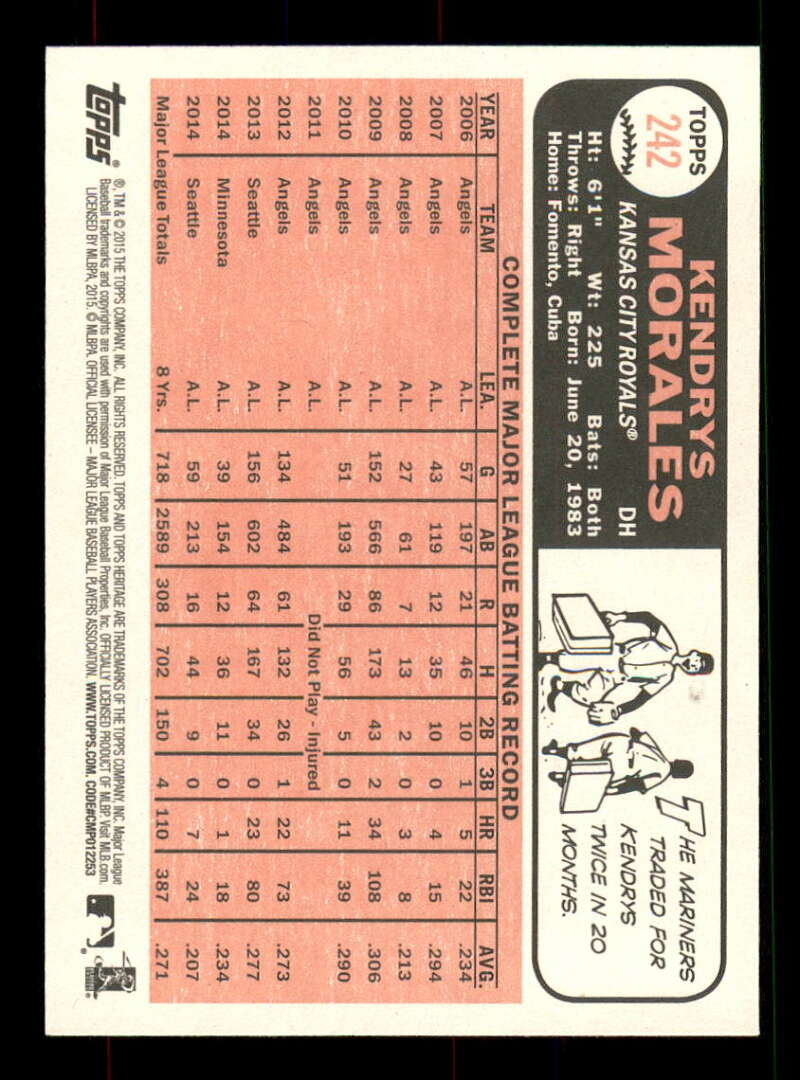 TOPPS
242
KENDRYS
MORALES
KANSAS CITY ROYALS® DH
Ht: 6'1" Wt: 225 Bats: Both
Throws: Right Born: June 20, 1983
Home: Fomento, Cuba
THE MARINERS
TRADED FOR
KENDRYS
TWICE IN 20
MONTHS.
COMPLETE MAJOR LEAGUE BATTING RECORD
YEAR TEAM LEA. G AB R H 2B 3B HR RBI AVG.
2006 Angels A.L. 57 197 21 46 10 1 5 22 .234
2007 Angels A.L. 43 119 12 35 10 0 4 15 .294
2008 Angels A.L. 27 61 7 13 2 0 3 8 .213
2009 Angels A.L. 152 566 86 173 43 2 34 108 .306
2010 Angels A.L. 51 193 29 56 5 0 11 39 .290
2011 Angels A.L. Did Not Play - Injured
2012 Angels A.L. 134 484 61 132 26 1 22 73 .273
2013 Seattle A.L. 156 602 64 167 34 0 23 80 .277
2014 Minnesota A.L. 39 154 12 36 11 0 1 18 .234
2014 Seattle A.L. 59 213 16 44 9 0 7 24 .207
Major League Totals 8 Yrs. 718 2589 308 702 150 4 110 387 .271
topps®
®, TM & © 2015 THE TOPPS COMPANY, INC. ALL RIGHTS RESERVED. TOPPS AND TOPPS HERITAGE ARE TRADEMARKS OF THE TOPPS COMPANY, INC. Major League
Baseball trademarks and copyrights are used with permission of Major League Baseball Properties, Inc. OFFICIALLY LICENSED PRODUCT OF MLBP. Visit MLB.com.
LICENSED BY MLBPA, 2015. © MLBPA. OFFICIAL LICENSEE – MAJOR LEAGUE BASEBALL PLAYERS ASSOCIATION. WWW.TOPPS.COM. CODE#CMP012253